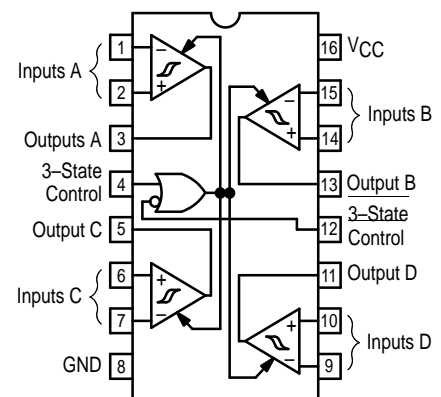 Inputs A
1
−
2
+
Outputs A
3
3–State
Control
4
Output C
5
Inputs C
6
+
7
−
GND
8
16
VCC
15
−
14
+
Inputs B
13
Output B
12
3–State
Control
11
Output D
10
+
9
−
Inputs D